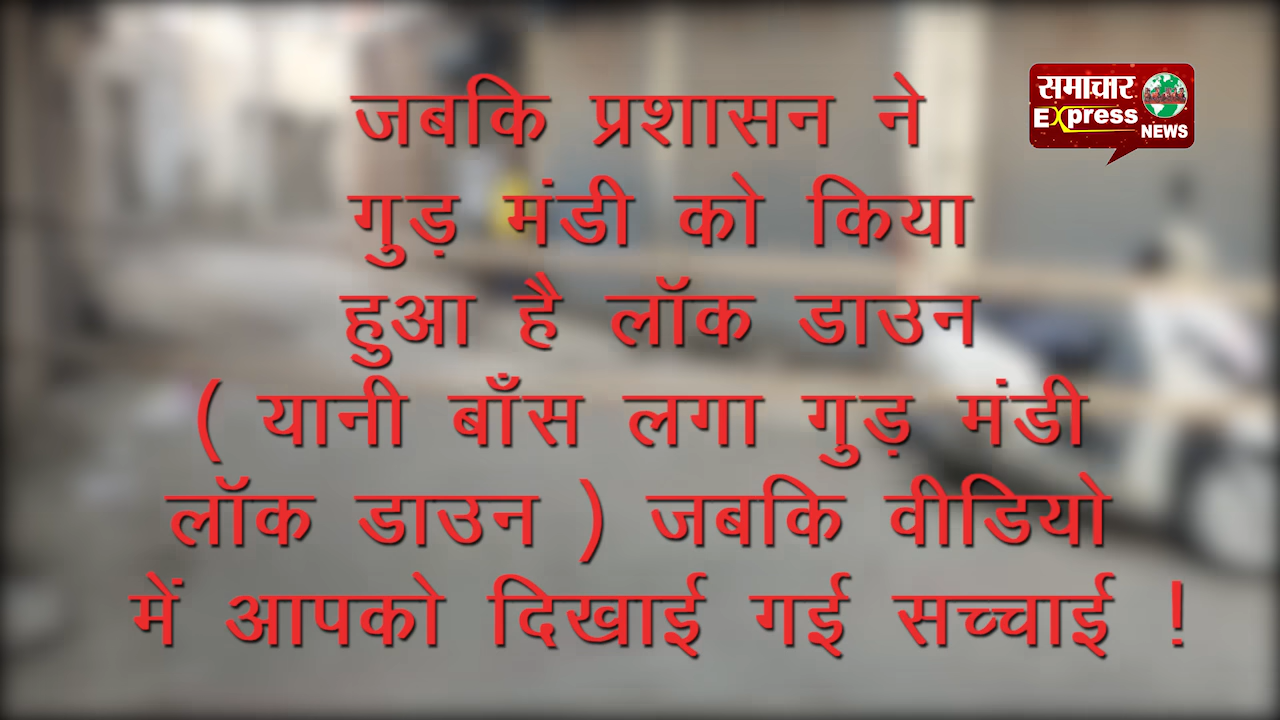 समाचार
Express
NEWS
जबकि प्रशासन ने
गुड़ मंडी को किया
हुआ है लॉक डाउन
( यानी बाँस लगा गुड़ मंडी
लॉक डाउन ) जबकि वीडियो
में आपको दिखाई गई सच्चाई !